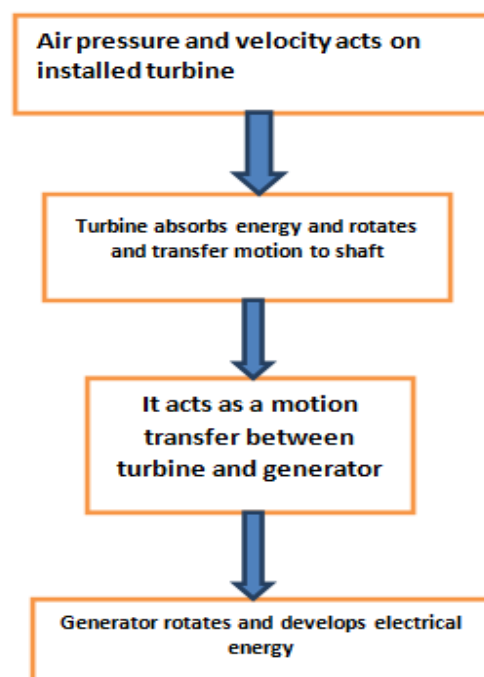 Air pressure and velocity acts on
installed turbine
Turbine absorbs energy and rotates
and transfer motion to shaft
It acts as a motion
transfer between
turbine and generator
Generator rotates and develops electrical
energy